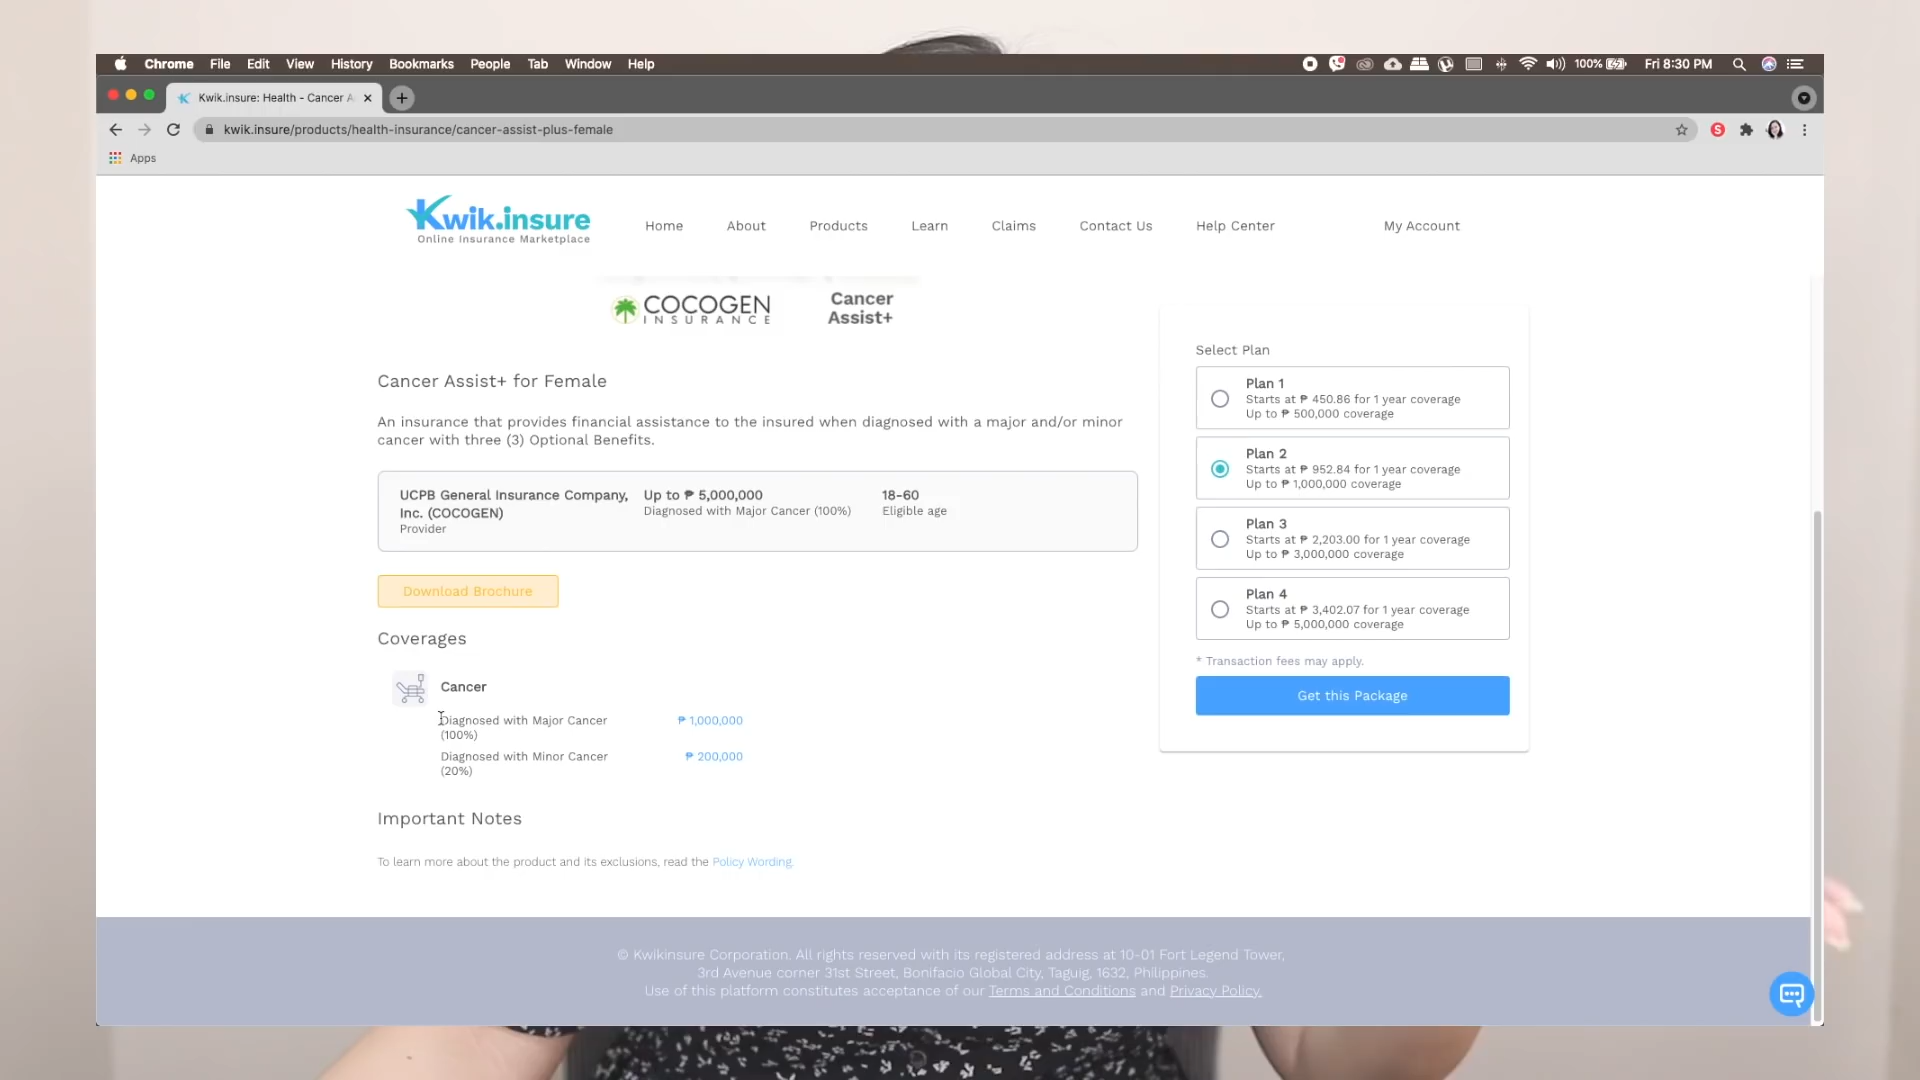 Chrome File Edit View History Bookmarks People Tab Window Help
100% Fri 8:30 PM
Kwik.insure: Health - Cancer A
kwik.insure/products/health-insurance/cancer-assist-plus-female
S
Apps
Kwik.insure
Online Insurance Marketplace
Home About Products Learn Claims Contact Us Help Center My Account
COCOGEN
INSURANCE
Cancer
Assist+
Cancer Assist+ for Female
An insurance that provides financial assistance to the insured when diagnosed with a major and/or minor
cancer with three (3) Optional Benefits.
UCPB General Insurance Company,
Inc. (COCOGEN)
Provider
Up to ₱ 5,000,000
Diagnosed with Major Cancer (100%)
18-60
Eligible age
Download Brochure
Coverages
Cancer
Diagnosed with Major Cancer
(100%)
₱ 1,000,000
Diagnosed with Minor Cancer
(20%)
₱ 200,000
Important Notes
To learn more about the product and its exclusions, read the Policy Wording.
Select Plan
Plan 1
Starts at ₱ 450.86 for 1 year coverage
Up to ₱ 500,000 coverage
Plan 2
Starts at ₱ 952.84 for 1 year coverage
Up to ₱ 1,000,000 coverage
Plan 3
Starts at ₱ 2,203.00 for 1 year coverage
Up to ₱ 3,000,000 coverage
Plan 4
Starts at ₱ 3,402.07 for 1 year coverage
Up to ₱ 5,000,000 coverage
* Transaction fees may apply.
Get this Package
© Kwikinsure Corporation. All rights reserved with its registered address at 10-01 Fort Legend Tower,
3rd Avenue corner 31st Street, Bonifacio Global City, Taguig, 1632, Philippines.
Use of this platform constitutes acceptance of our Terms and Conditions and Privacy Policy.